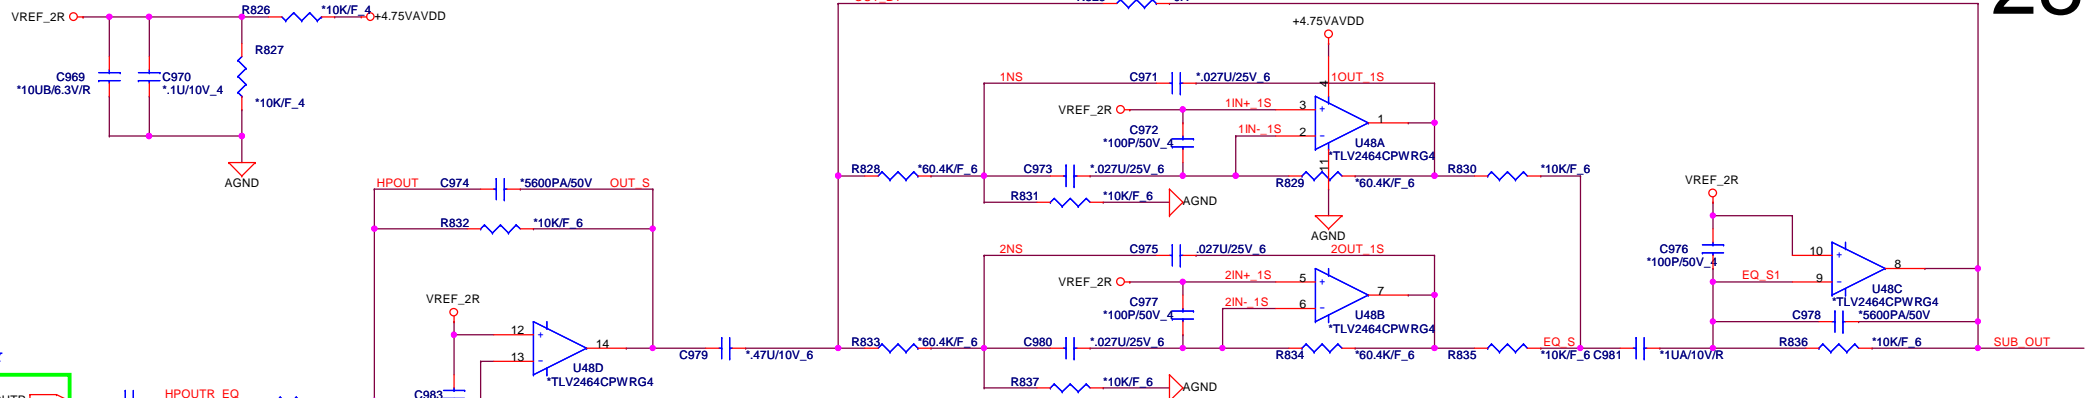 VREF_2R
R826
*10K/F_4
+4.75VAVDD
R827
*10K/F_4
C969
*10UB/6.3V/R
C970
*.1U/10V_4
AGND
HPOUT
C974
*5600PA/50V
OUT_S
R832
*10K/F_6
VREF_2R
12
13
14
U48D
*TLV2464CPWRG4
C983
HPOUTR_EQ
C979
*.47U/10V_6
+4.75VAVDD
1NS
C971
*.027U/25V_6
1OUT_1S
4
VREF_2R
1IN+_1S
3
1
C972
*100P/50V_4
1IN-_1S
2
U48A
*TLV2464CPWRG4
11
R828
*60.4K/F_6
C973
*.027U/25V_6
R829
*60.4K/F_6
R830
*10K/F_6
R831
*10K/F_6
AGND
AGND
2NS
C975
.027U/25V_6
2OUT_1S
VREF_2R
2IN+_1S
5
7
C977
*100P/50V_4
2IN-_1S
6
U48B
*TLV2464CPWRG4
R833
*60.4K/F_6
C980
*.027U/25V_6
R834
*60.4K/F_6
R835
*10K/F_6
EQ_S
R837
*10K/F_6
AGND
C981
*1UA/10V/R
VREF_2R
C976
*100P/50V_4
10
8
EQ_S1
9
U48C
*TLV2464CPWRG4
C978
*5600PA/50V
R836
*10K/F_6
SUB_OUT